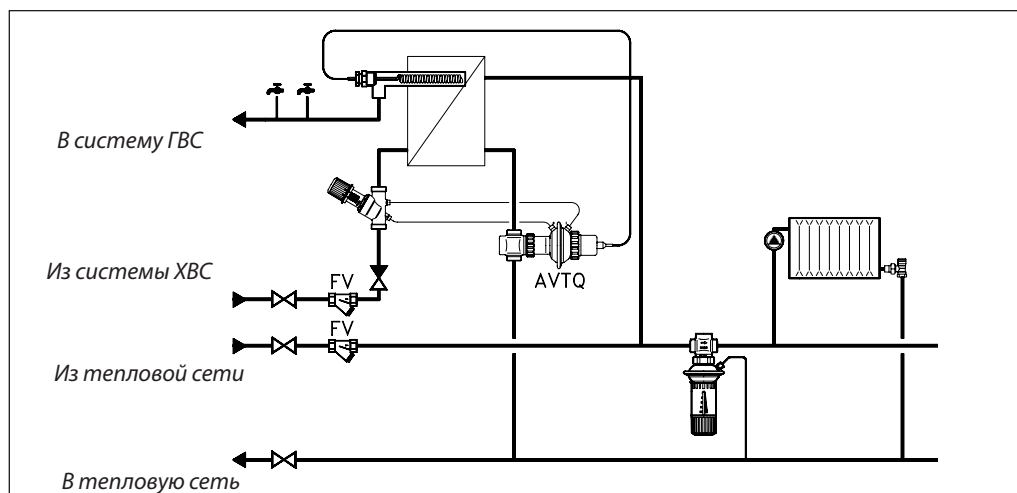 В систему ГВС
Из системы ХВС
FV
AVTQ
FV
Из тепловой сети
В тепловую сеть